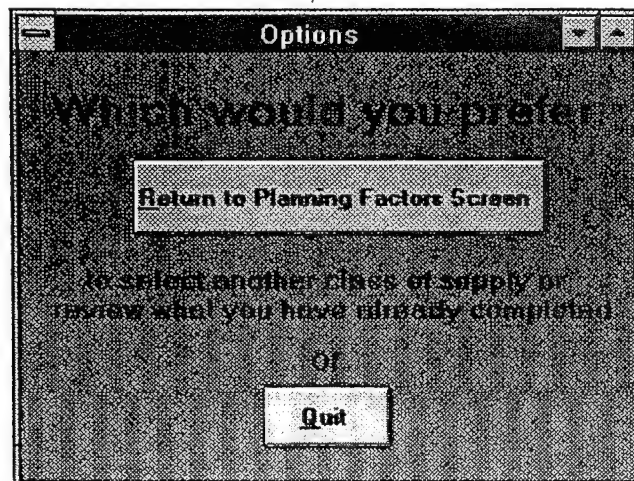 Options
Which would you prefer
Return to Planning Factors Screen
to select another class of supply or
review what you have already completed
or
Quit